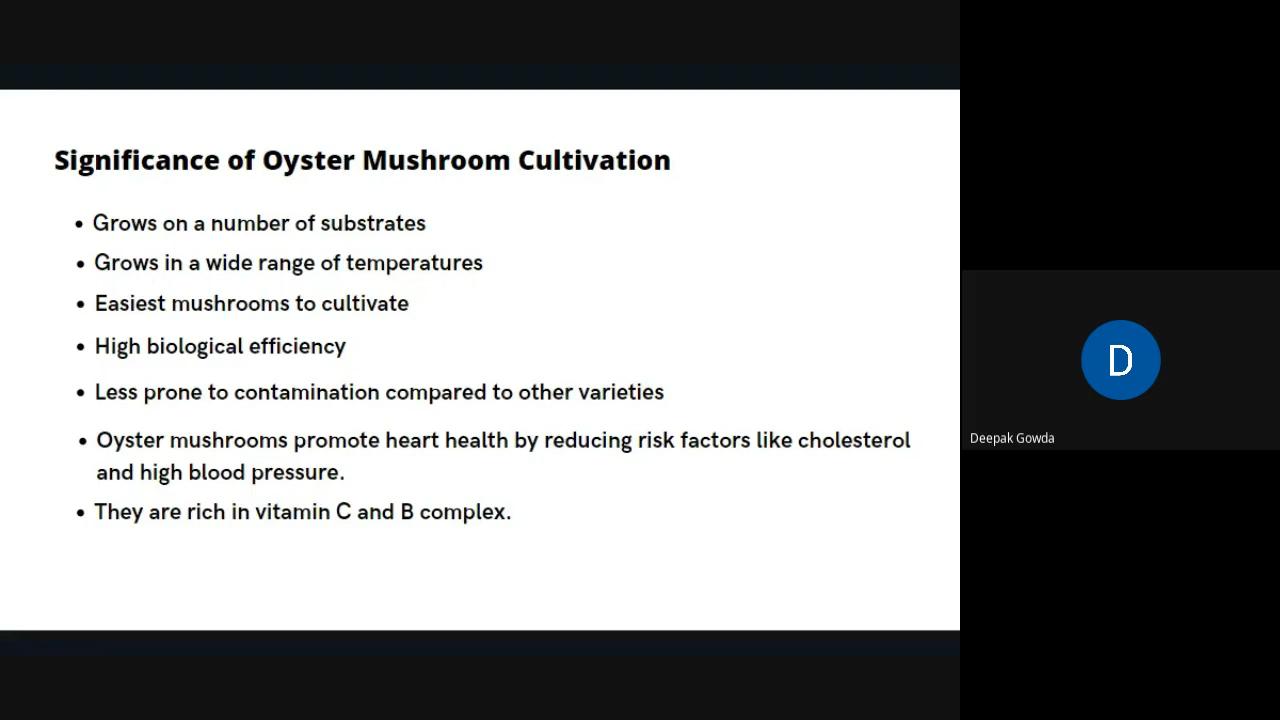 Significance of Oyster Mushroom Cultivation
• Grows on a number of substrates
• Grows in a wide range of temperatures
• Easiest mushrooms to cultivate
• High biological efficiency
• Less prone to contamination compared to other varieties
• Oyster mushrooms promote heart health by reducing risk factors like cholesterol
and high blood pressure.
• They are rich in vitamin C and B complex.
D
Deepak Gowda